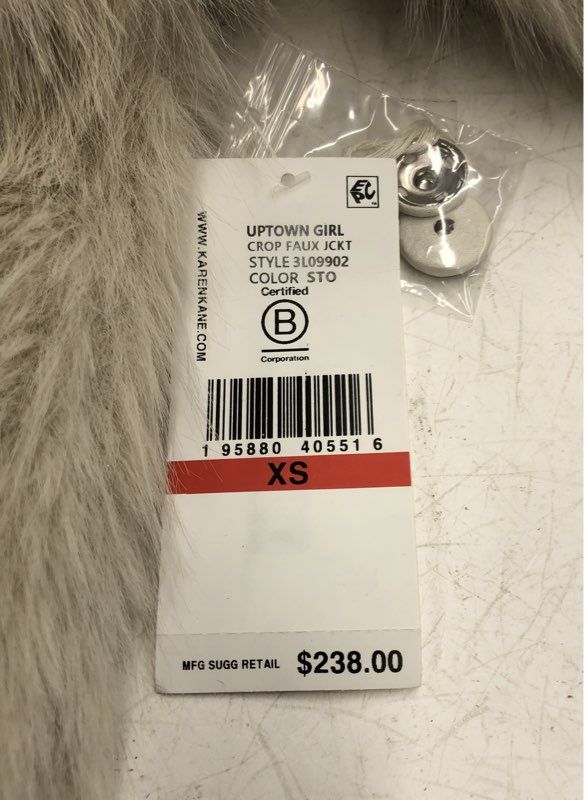 EPC
UPTOWN GIRL
CROP FAUX JCKT
STYLE 3L09902
COLOR STO
Certified
B
Corporation
WWW.KARENKANE.COM
1 95880 40551 6
XS
MFG SUGG RETAIL $238.00